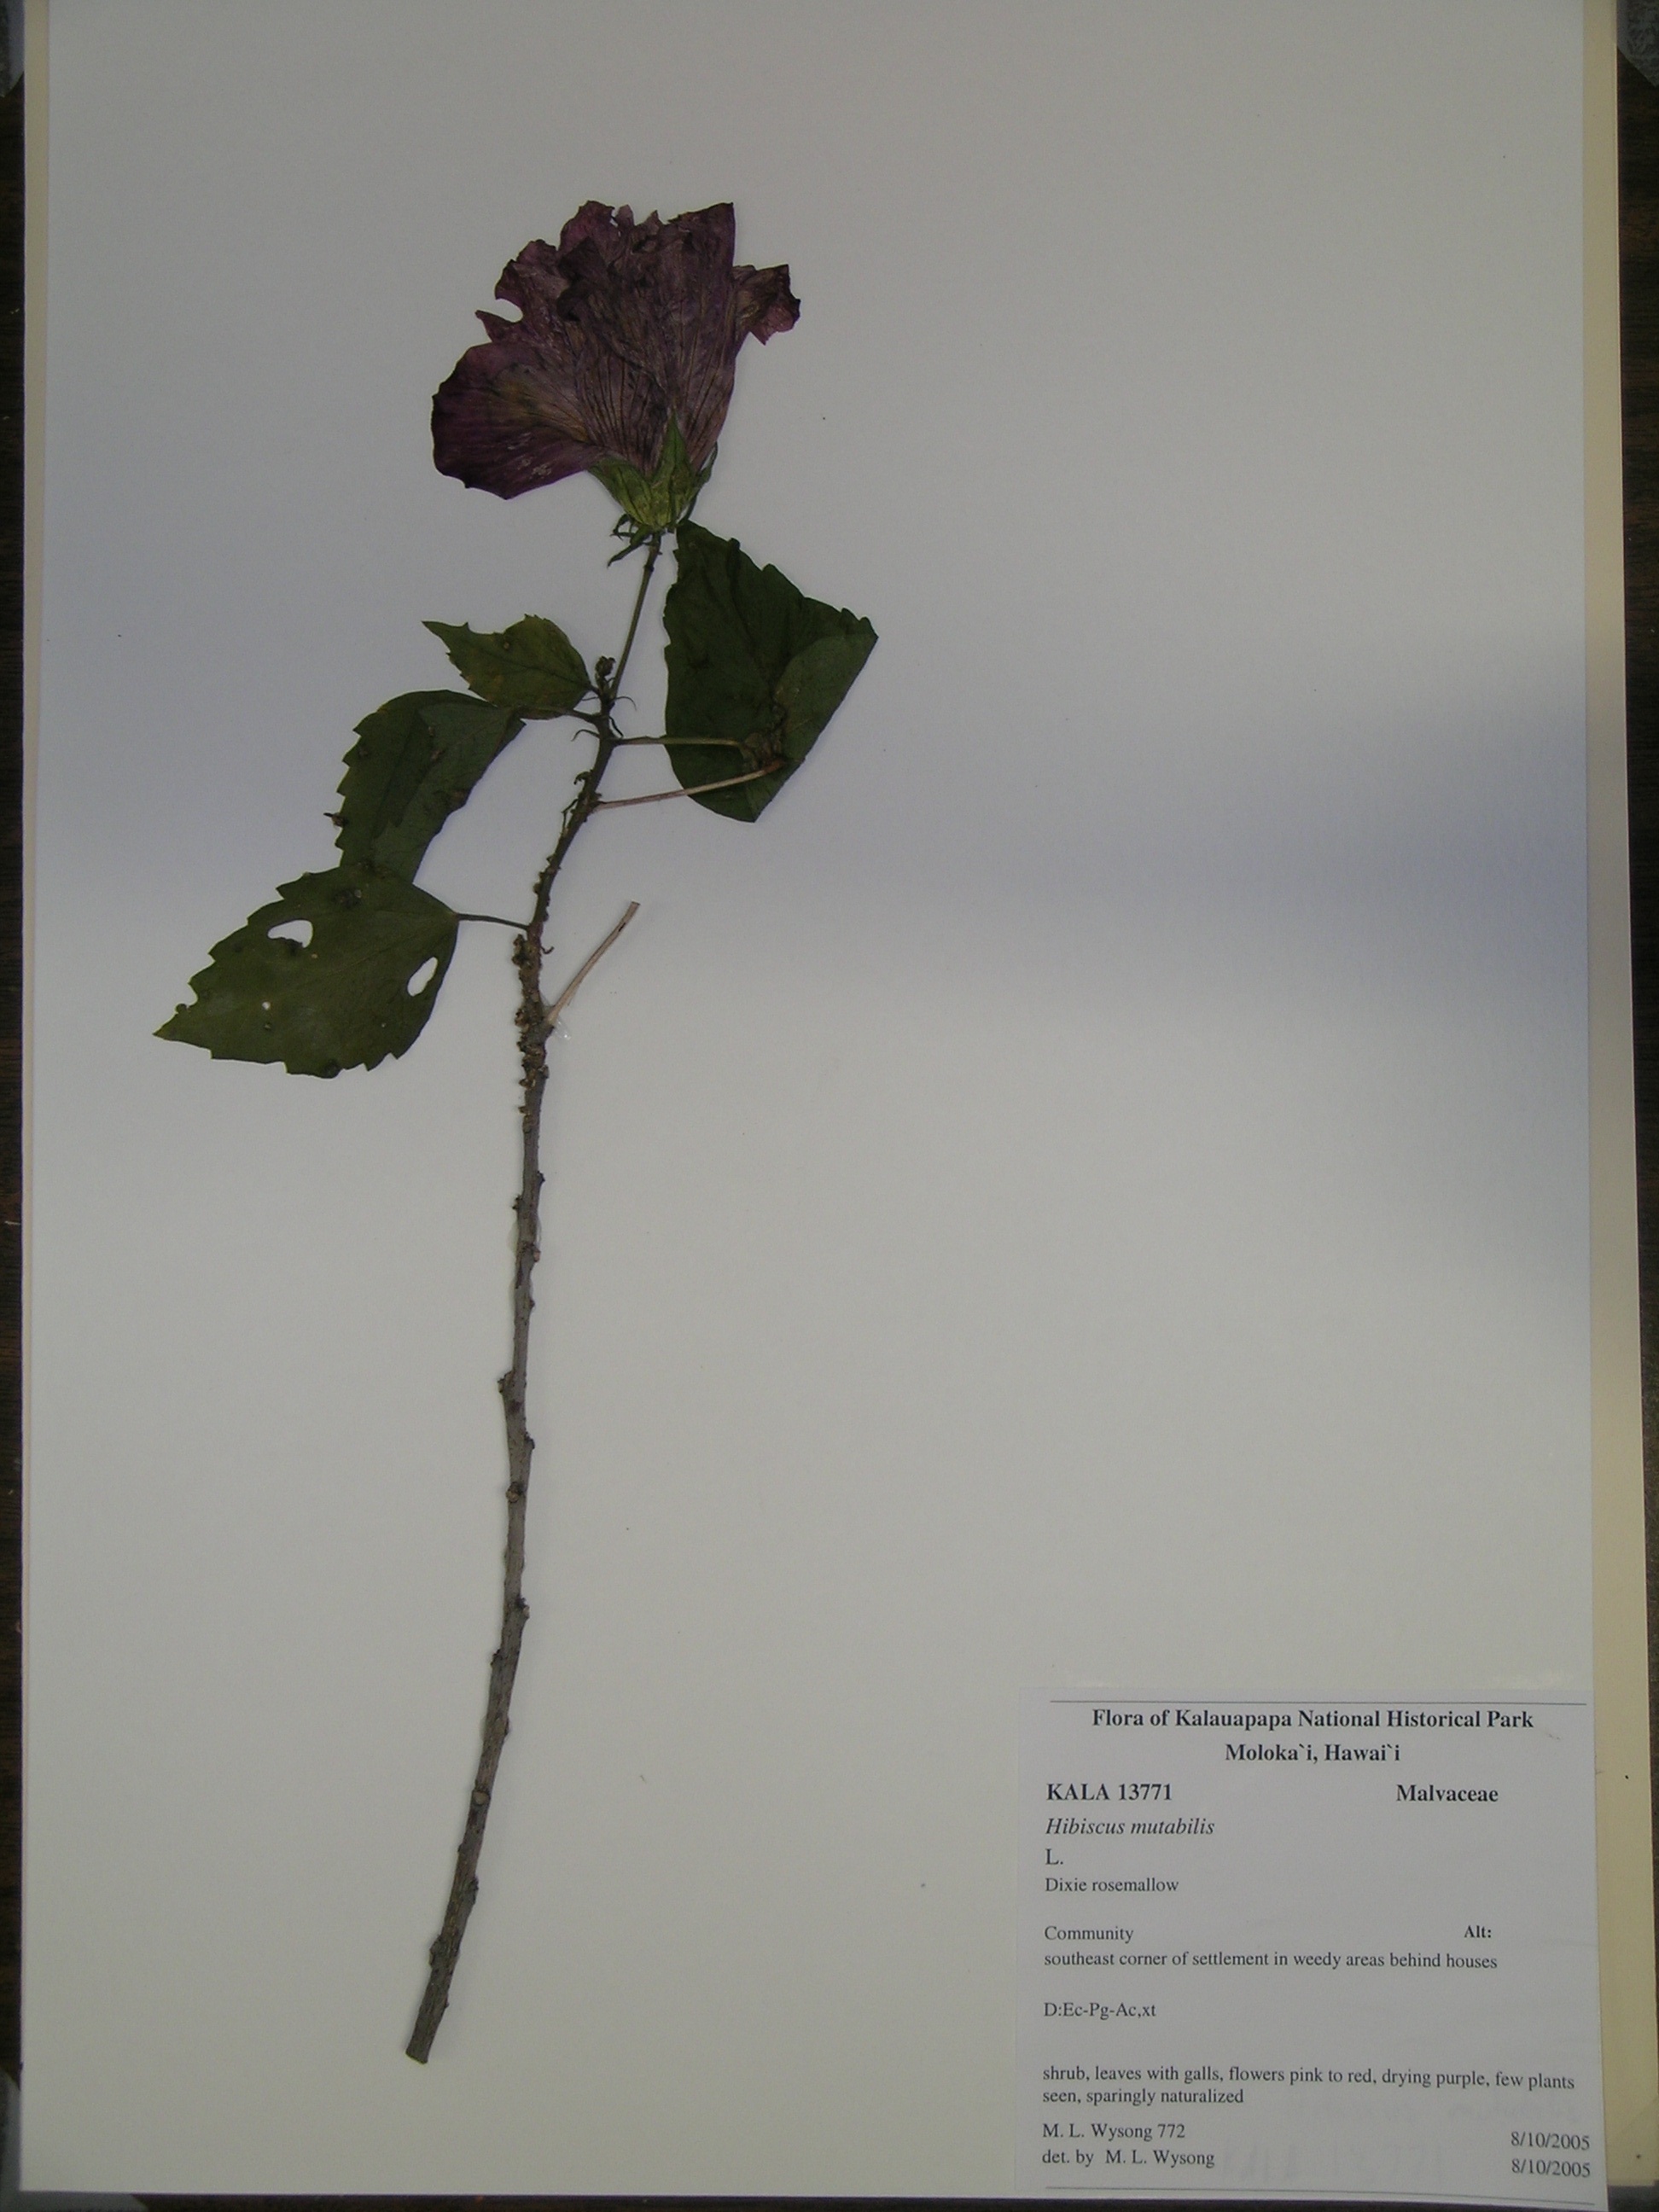 Flora of Kalauapapa National Historical Park
Moloka`i, Hawai`i
KALA 13771 Malvaceae
Hibiscus mutabilis
L.
Dixie rosemallow
Community Alt:
southeast corner of settlement in weedy areas behind houses
D:Ec-Pg-Ac,xt
shrub, leaves with galls, flowers pink to red, drying purple, few plants
seen, sparingly naturalized
M. L. Wysong 772 8/10/2005
det. by M. L. Wysong 8/10/2005